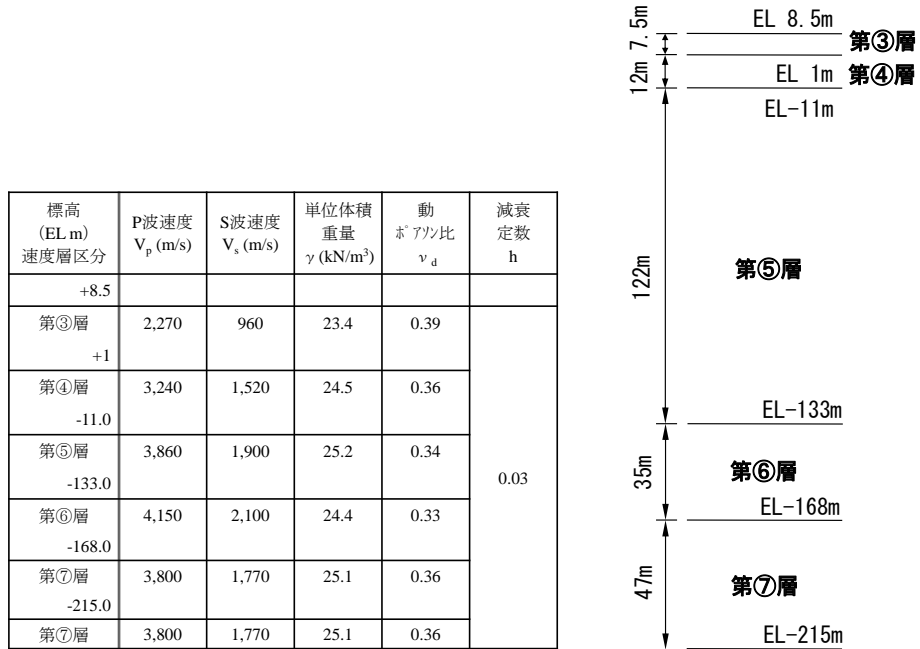 標高
（EL m）
速度層区分
P波速度
Vp (m/s)
S波速度
Vs (m/s)
単位体積
重量
γ (kN/m³)
動
ﾎﾟｱｿﾝ比
ν d
減衰
定数
h
+8.5
第③層
+1
2,270
960
23.4
0.39
第④層
-11.0
3,240
1,520
24.5
0.36
第⑤層
-133.0
3,860
1,900
25.2
0.34
第⑥層
-168.0
4,150
2,100
24.4
0.33
第⑦層
-215.0
3,800
1,770
25.1
0.36
第⑦層
3,800
1,770
25.1
0.36
0.03
EL 8.5m
7.5m
第③層
12m
EL 1m
第④層
EL-11m
122m
第⑤層
EL-133m
35m
第⑥層
EL-168m
47m
第⑦層
EL-215m